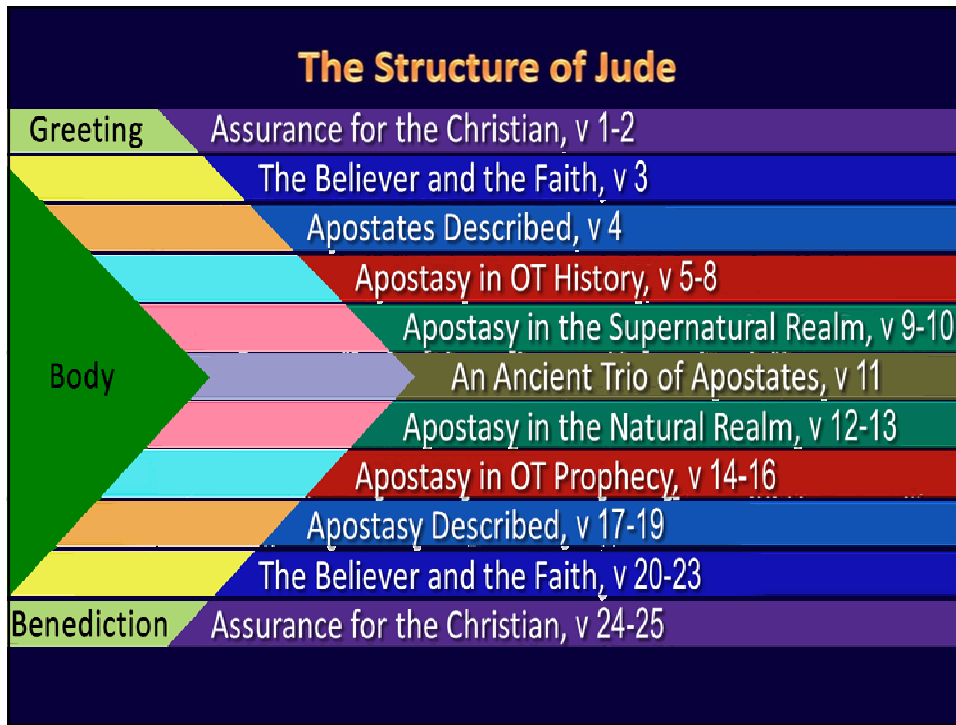 The Structure of Jude
Greeting Assurance for the Christian, v 1-2
The Believer and the Faith, v 3
Apostates Described, v 4
Apostasy in OT History, v 5-8
Apostasy in the Supernatural Realm, v 9-10
Body An Ancient Trio of Apostates, v 11
Apostasy in the Natural Realm, v 12-13
Apostasy in OT Prophecy, v 14-16
Apostasy Described, v 17-19
The Believer and the Faith, v 20-23
Benediction Assurance for the Christian, v 24-25